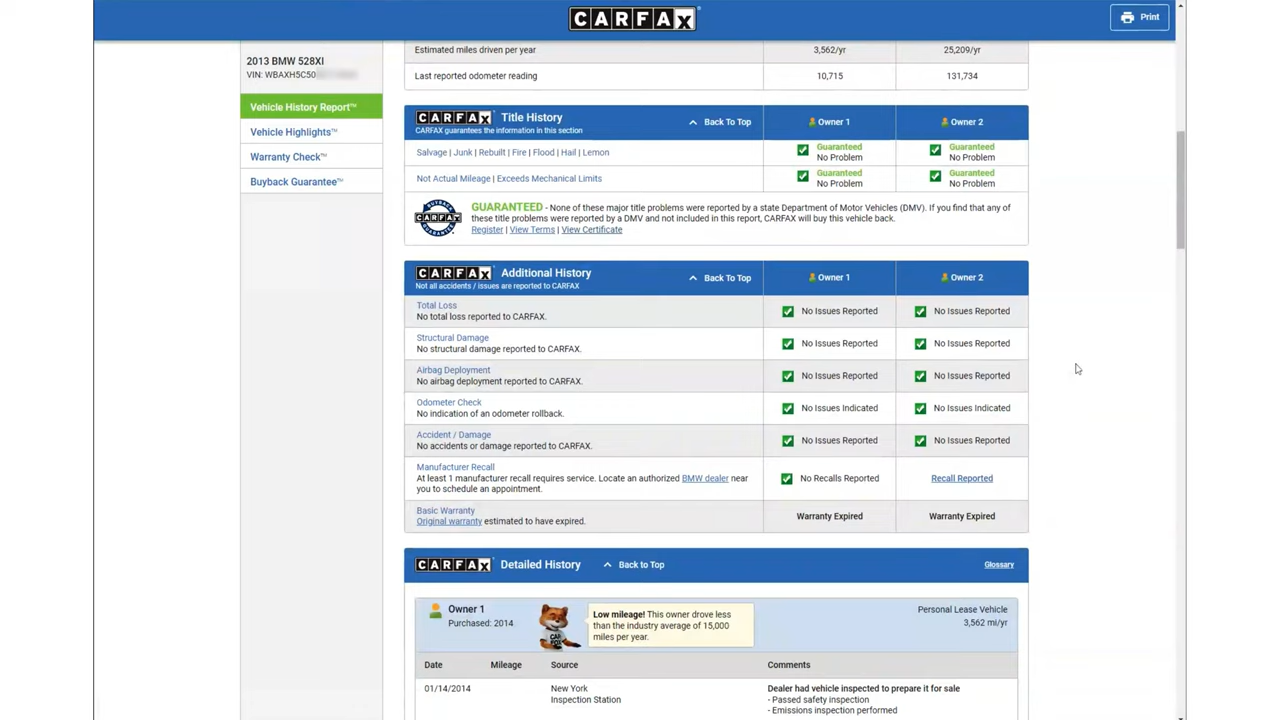 CARFAX
Print
2013 BMW 528XI
VIN: WBAXH5C50
Vehicle History Report™
Vehicle Highlights™
Warranty Check™
Buyback Guarantee™
Estimated miles driven per year 3,562/yr 25,209/yr
Last reported odometer reading 10,715 131,734
CARFAX Title History Back To Top Owner 1 Owner 2
CARFAX guarantees the information in this section
Salvage | Junk | Rebuilt | Fire | Flood | Hail | Lemon
Guaranteed Guaranteed
No Problem No Problem
Not Actual Mileage | Exceeds Mechanical Limits
Guaranteed Guaranteed
No Problem No Problem
BUYBACK CARFAX GUARANTEE
GUARANTEED - None of these major title problems were reported by a state Department of Motor Vehicles (DMV). If you find that any of
these title problems were reported by a DMV and not included in this report, CARFAX will buy this vehicle back.
Register | View Terms | View Certificate
CARFAX Additional History Back To Top Owner 1 Owner 2
Not all accidents / issues are reported to CARFAX
Total Loss
No total loss reported to CARFAX.
No Issues Reported No Issues Reported
Structural Damage
No structural damage reported to CARFAX.
No Issues Reported No Issues Reported
Airbag Deployment
No airbag deployment reported to CARFAX.
No Issues Reported No Issues Reported
Odometer Check
No indication of an odometer rollback.
No Issues Indicated No Issues Indicated
Accident / Damage
No accidents or damage reported to CARFAX.
No Issues Reported No Issues Reported
Manufacturer Recall
At least 1 manufacturer recall requires service. Locate an authorized BMW dealer near
you to schedule an appointment.
No Recalls Reported Recall Reported
Basic Warranty
Original warranty estimated to have expired.
Warranty Expired Warranty Expired
CARFAX Detailed History Back to Top Glossary
Owner 1
Purchased: 2014
CAR FOX
Low mileage! This owner drove less
than the industry average of 15,000
miles per year.
Personal Lease Vehicle
3,562 mi/yr
Date Mileage Source Comments
01/14/2014 New York Dealer had vehicle inspected to prepare it for sale
Inspection Station - Passed safety inspection
- Emissions inspection performed